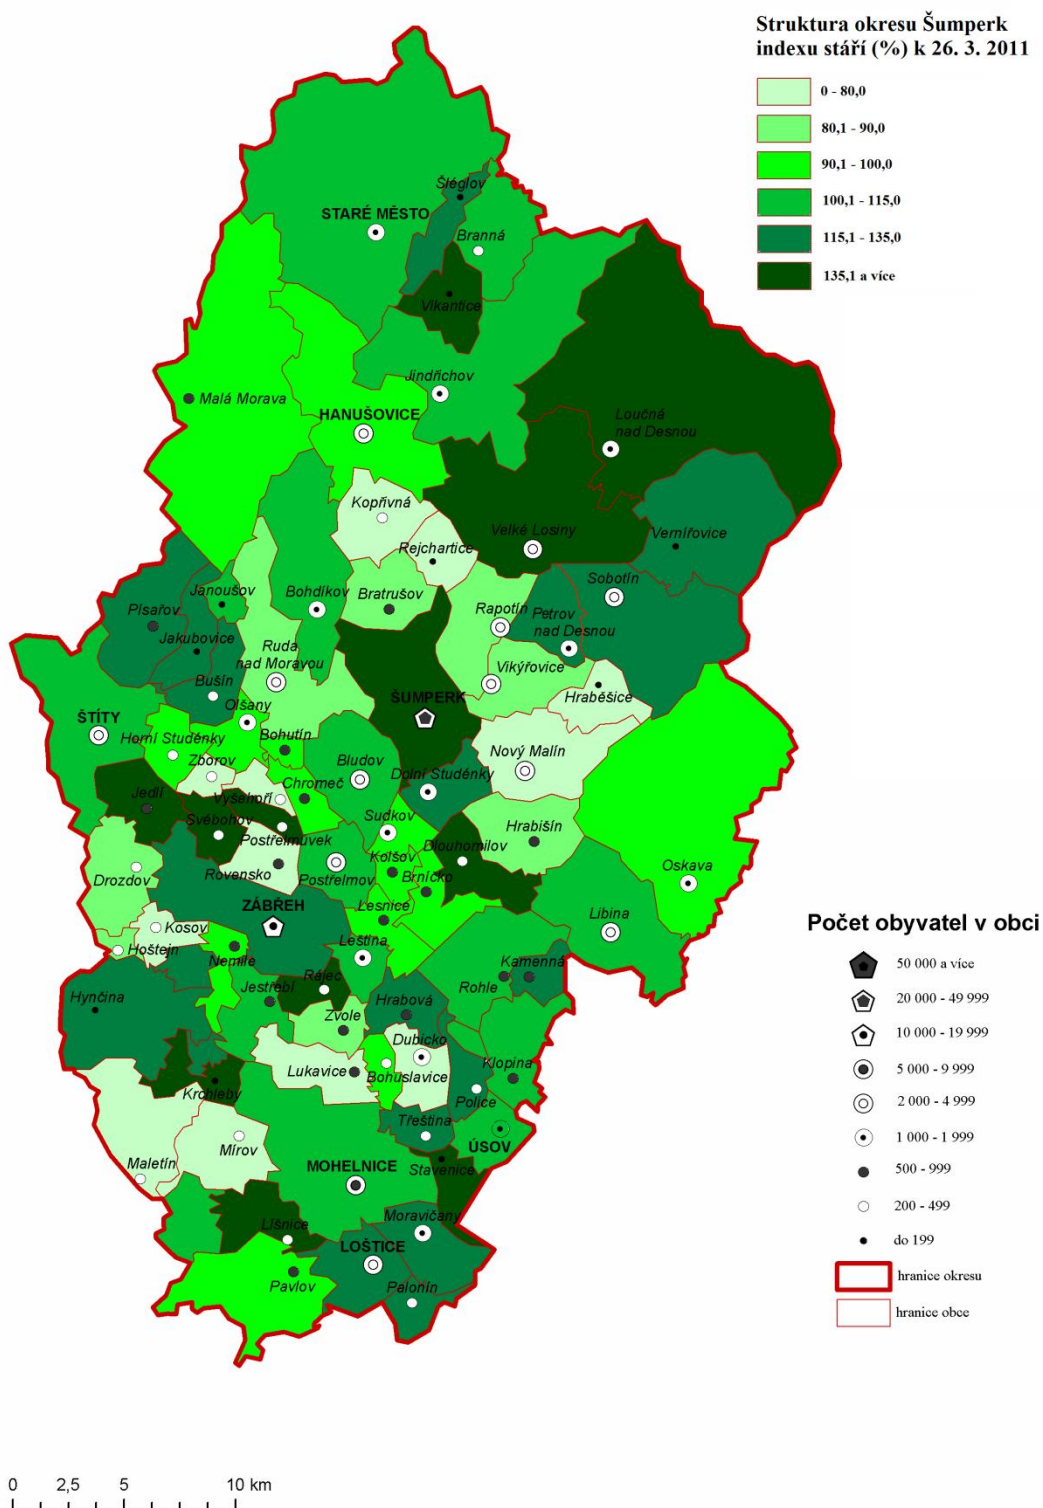 Struktura okresu Šumperk
indexu stáří (%) k 26. 3. 2011
0 - 80,0
80,1 - 90,0
90,1 - 100,0
100,1 - 115,0
115,1 - 135,0
135,1 a více
Šléglov
STARÉ MĚSTO
Branná
Vikantice
Jindřichov
Malá Morava
HANUŠOVICE
Loučná
nad Desnou
Kopřivná
Velké Losiny
Vernířovice
Rejchartice
Sobotín
Janoušov
Bohdíkov
Bratrušov
Písařov
Rapotín
Petrov
nad Desnou
Jakubovice
Ruda
nad Moravou
Vikýřovice
Bušín
Hraběšice
ŠUMPERK
Olšany
ŠTÍTY
Horní Studénky
Bohutín
Nový Malín
Zborov
Bludov
Dolní Studénky
Chromeč
Jedlí
Vyšehoří
Svébohov
Sudkov
Hrabišín
Postřelmůvek
Dlouhomilov
Kolšov
Oskava
Rovensko
Postřelmov
Brníčko
Drozdov
ZÁBŘEH
Lesnice
Libina
Kosov
Leština
Hoštejn
Nemile
Kamenná
Rájec
Rohle
Jestřebí
Hynčina
Hrabová
Zvole
Dubicko
Klopina
Lukavice
Bohuslavice
Krchleby
Police
Třeština
ÚSOV
Mírov
Maletín
MOHELNICE
Stavenice
Moravičany
Líšnice
LOŠTICE
Pavlov
Palonín
Počet obyvatel v obci
50 000 a více
20 000 - 49 999
10 000 - 19 999
5 000 - 9 999
2 000 - 4 999
1 000 - 1 999
500 - 999
200 - 499
do 199
hranice okresu
hranice obce
0 2,5 5 10 km